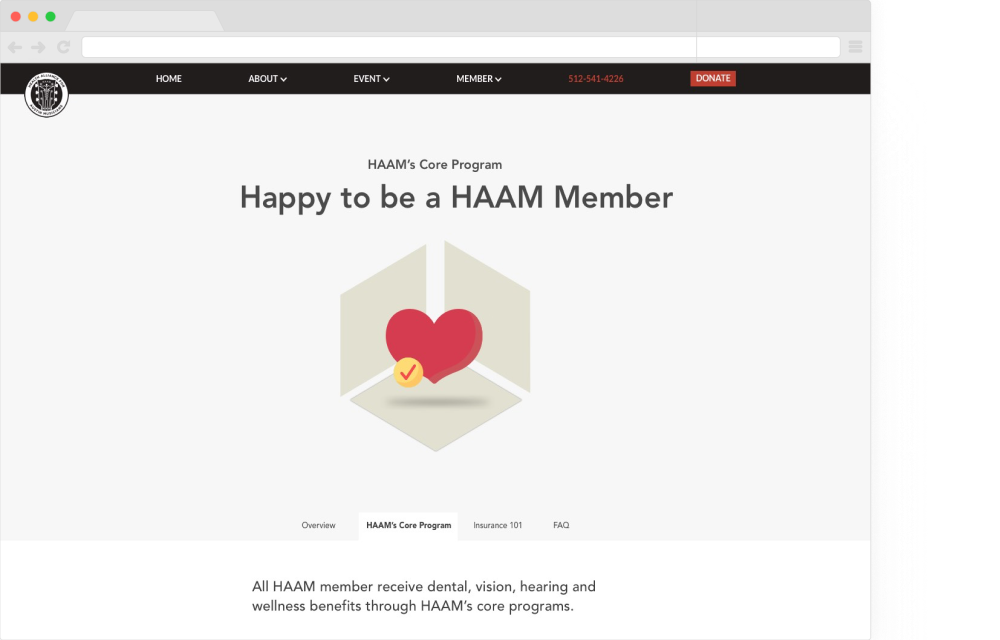 HOME ABOUT EVENT MEMBER 512-541-4226 DONATE
HAAM's Core Program
Happy to be a HAAM Member
Overview HAAM's Core Program Insurance 101 FAQ
All HAAM member receive dental, vision, hearing and
wellness benefits through HAAM's core programs.